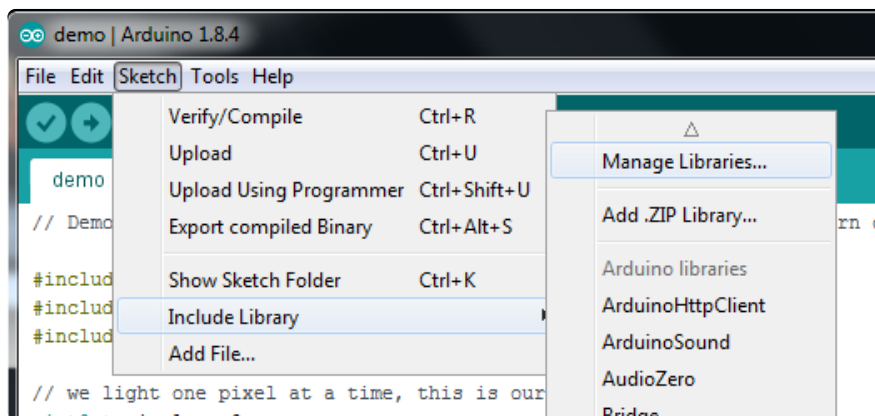 demo | Arduino 1.8.4
File Edit Sketch Tools Help
Verify/Compile Ctrl+R
Upload Ctrl+U
Upload Using Programmer Ctrl+Shift+U
Export compiled Binary Ctrl+Alt+S
Show Sketch Folder Ctrl+K
Include Library
Add File...
Manage Libraries...
Add .ZIP Library...
Arduino libraries
ArduinoHttpClient
ArduinoSound
AudioZero
Bridge
demo
// Demo
rn
#includ
#includ
#includ
// we light one pixel at a time, this is our